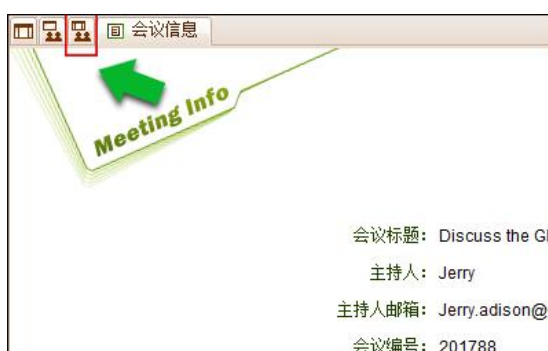 会议信息
Meeting Info
会议标题： Discuss the
主持人： Jerry
主持人邮箱： Jerry.adison@
会议编号： 201788